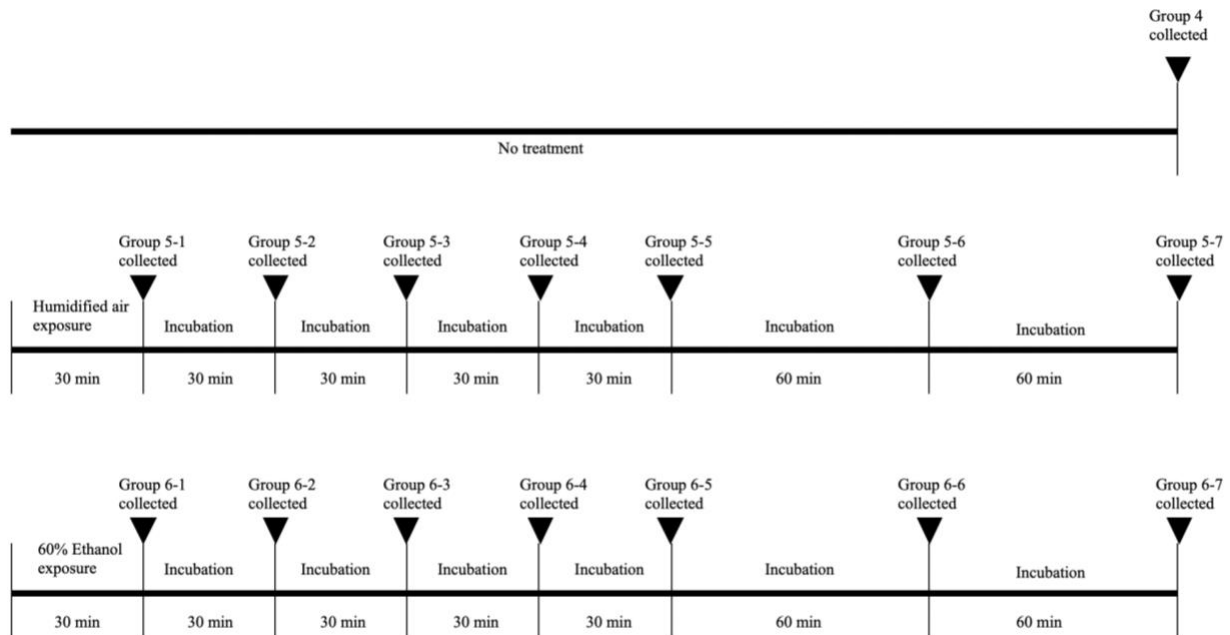 Group 4
collected
No treatment
Group 5-1
collected
Group 5-2
collected
Group 5-3
collected
Group 5-4
collected
Group 5-5
collected
Group 5-6
collected
Group 5-7
collected
Humidified air
exposure
Incubation
Incubation
Incubation
Incubation
Incubation
Incubation
30 min
30 min
30 min
30 min
30 min
60 min
60 min
Group 6-1
collected
Group 6-2
collected
Group 6-3
collected
Group 6-4
collected
Group 6-5
collected
Group 6-6
collected
Group 6-7
collected
60% Ethanol
exposure
Incubation
Incubation
Incubation
Incubation
Incubation
Incubation
30 min
30 min
30 min
30 min
30 min
60 min
60 min